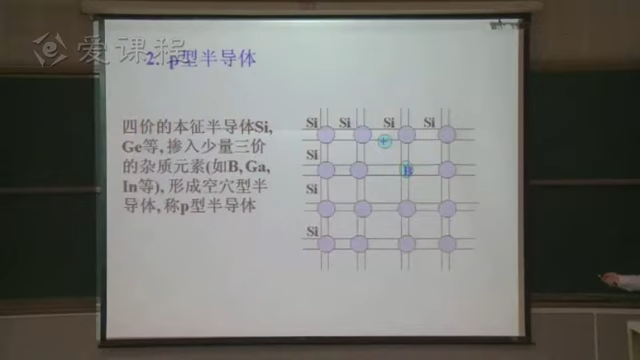 爱课程
2. p型半导体
四价的本征半导体Si,
Ge等, 掺入少量三价
的杂质元素(如B, Ga,
In等), 形成空穴型半
导体, 称p型半导体
Si Si Si Si
+
Si
B
Si
Si